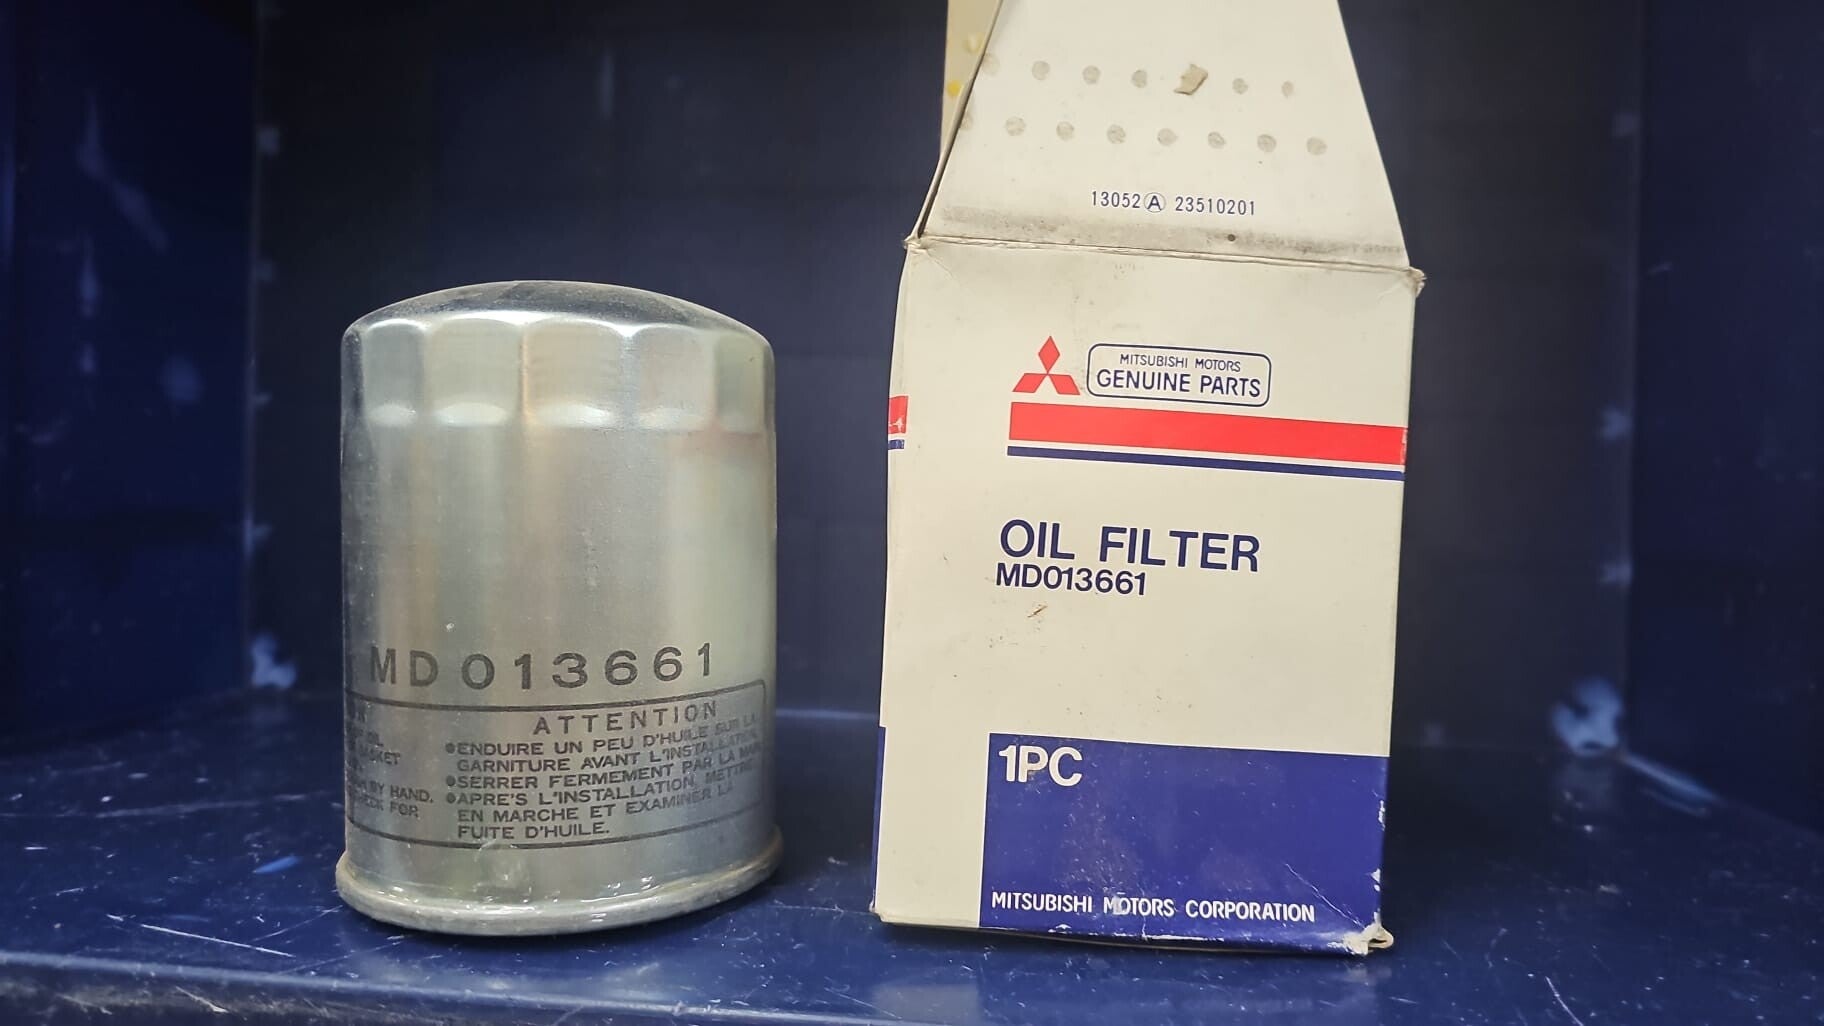 MD013661
ATTENTION
●ENDUIRE UN PEU D'HUILE SUR LA
GARNITURE AVANT L'INSTALLATION.
●SERRER FERMEMENT PAR LA MAIN
●APRE'S L'INSTALLATION, METTRE
EN MARCHE ET EXAMINER LA
FUITE D'HUILE.
BY HAND.
FOR
13052 A 23510201
MITSUBISHI MOTORS
GENUINE PARTS
OIL FILTER
MD013661
1PC
MITSUBISHI MOTORS CORPORATION